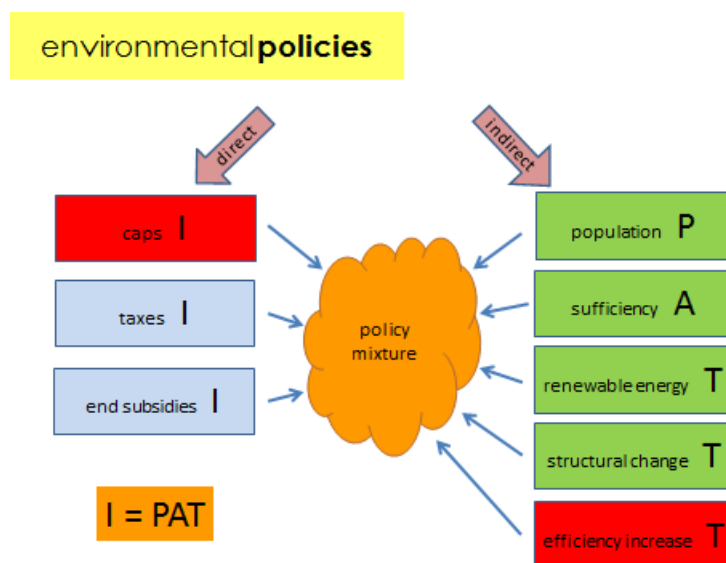 environmentalpolicies
direct
indirect
caps I
taxes I
end subsidies I
policy
mixture
population P
sufficiency A
renewable energy T
structural change T
efficiency increase T
I = PAT